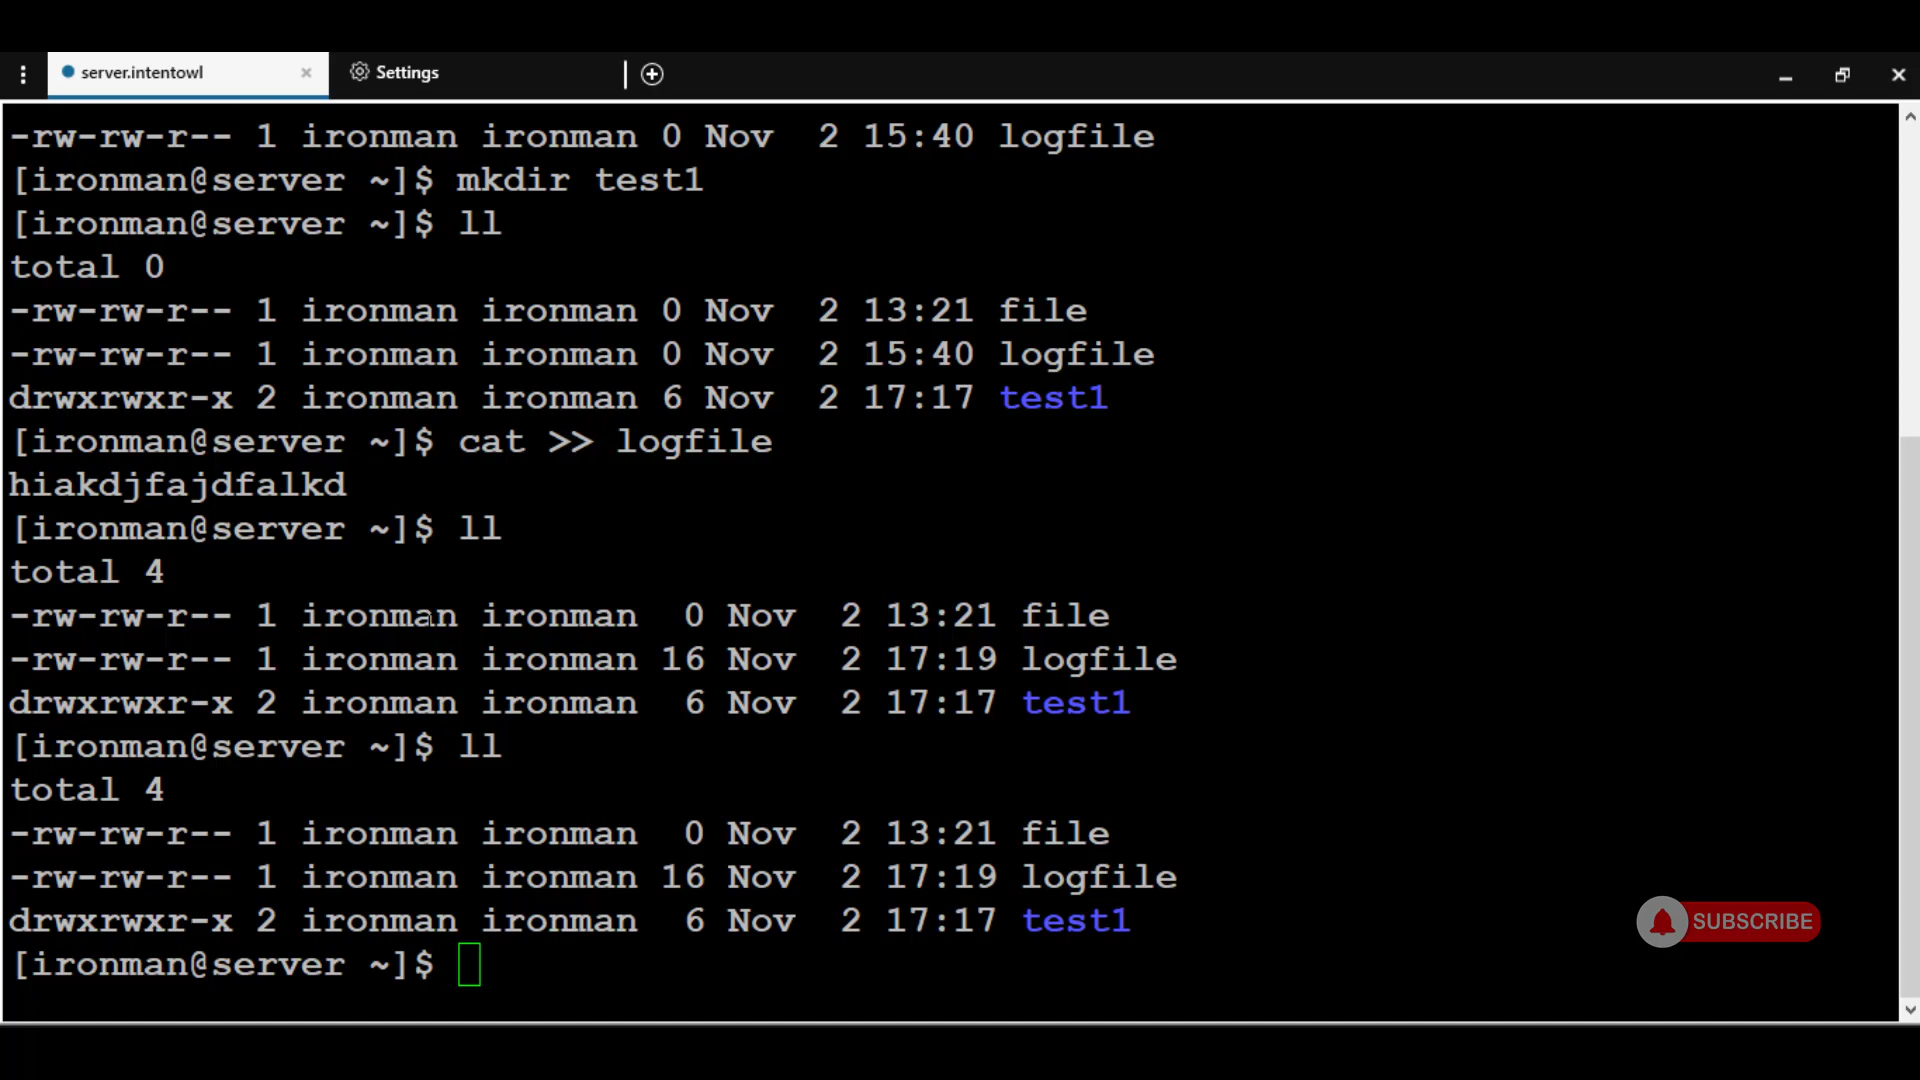 server.intentowl
Settings
-rw-rw-r-- 1 ironman ironman 0 Nov  2 15:40 logfile
[ironman@server ~]$ mkdir test1
[ironman@server ~]$ ll
total 0
-rw-rw-r-- 1 ironman ironman 0 Nov  2 13:21 file
-rw-rw-r-- 1 ironman ironman 0 Nov  2 15:40 logfile
drwxrwxr-x 2 ironman ironman 6 Nov  2 17:17 test1
[ironman@server ~]$ cat >> logfile
hiakdjfajdfalkd
[ironman@server ~]$ ll
total 4
-rw-rw-r-- 1 ironman ironman  0 Nov  2 13:21 file
-rw-rw-r-- 1 ironman ironman 16 Nov  2 17:19 logfile
drwxrwxr-x 2 ironman ironman  6 Nov  2 17:17 test1
[ironman@server ~]$ ll
total 4
-rw-rw-r-- 1 ironman ironman  0 Nov  2 13:21 file
-rw-rw-r-- 1 ironman ironman 16 Nov  2 17:19 logfile
drwxrwxr-x 2 ironman ironman  6 Nov  2 17:17 test1
[ironman@server ~]$
SUBSCRIBE